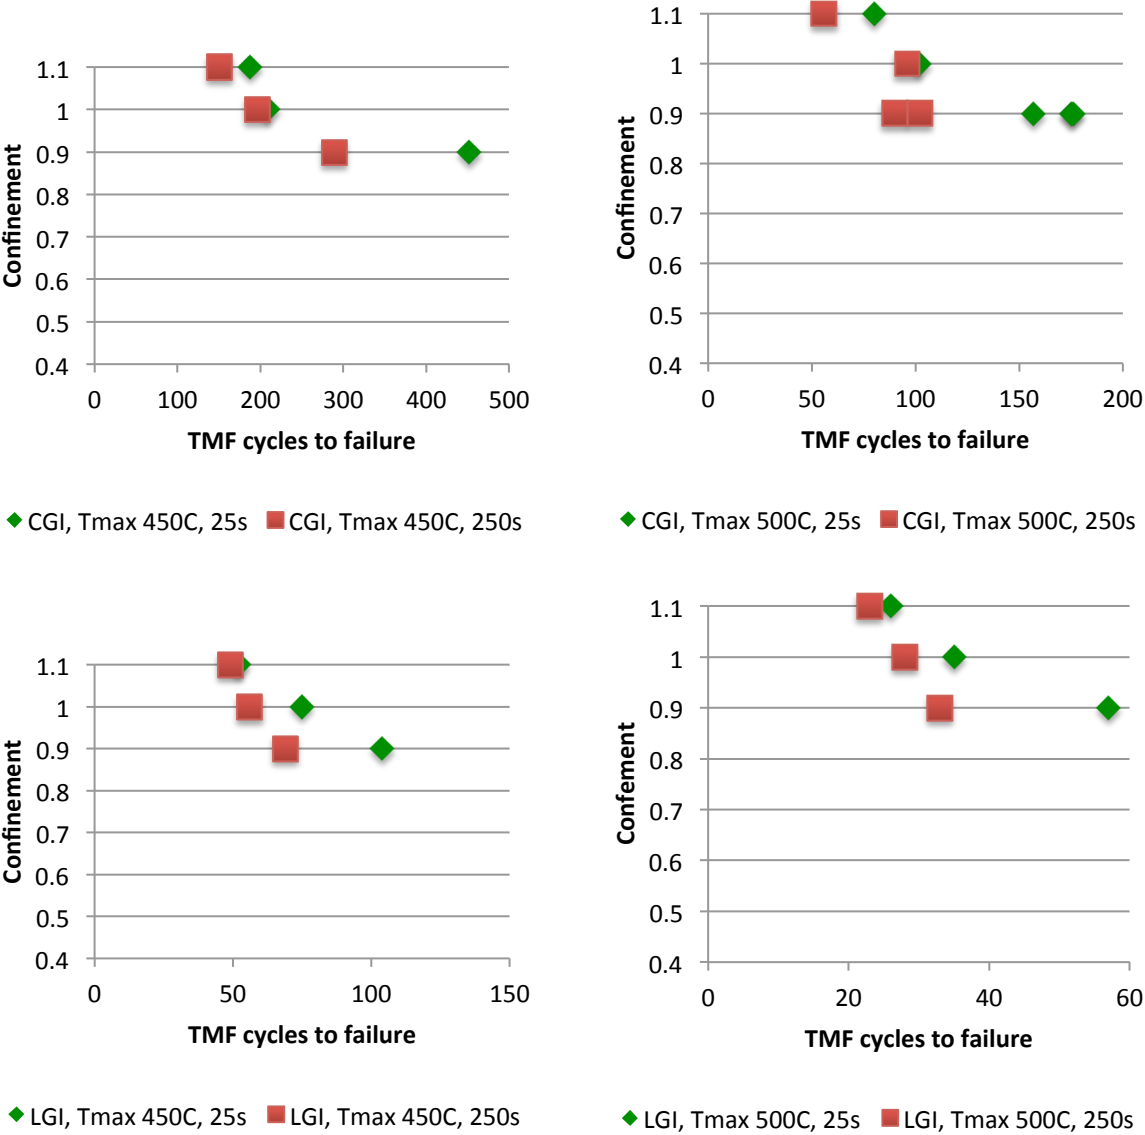 1.1
1
0.9
0.8
0.7
0.6
0.5
0.4
Confinement
0 100 200 300 400 500
TMF cycles to failure
CGI, Tmax 450C, 25s CGI, Tmax 450C, 250s
1.1
1
0.9
0.8
0.7
0.6
0.5
0.4
Confinement
0 50 100 150 200
TMF cycles to failure
CGI, Tmax 500C, 25s CGI, Tmax 500C, 250s
1.1
1
0.9
0.8
0.7
0.6
0.5
0.4
Confinement
0 50 100 150
TMF cycles to failure
LGI, Tmax 450C, 25s LGI, Tmax 450C, 250s
1.1
1
0.9
0.8
0.7
0.6
0.5
0.4
Confement
0 20 40 60
TMF cycles to failure
LGI, Tmax 500C, 25s LGI, Tmax 500C, 250s